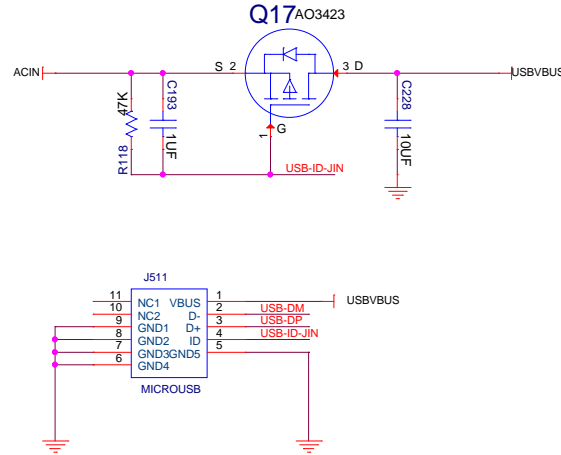 Q17 AO3423
ACIN
S 2
3 D
USBVBUS
47K
R118
C193
1UF
1
G
USB-ID-JIN
C228
10UF
J511
11 NC1 VBUS 1 USBVBUS
10 NC2 D- 2 USB-DM
9 GND1 D+ 3 USB-DP
8 GND2 ID 4 USB-ID-JIN
7 GND3 GND5 5
6 GND4
MICROUSB